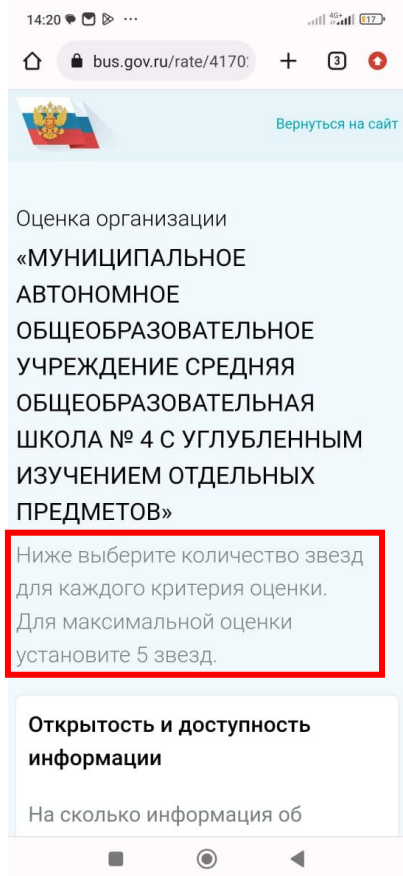 14:20
4G+
17
bus.gov.ru/rate/4170
3
Вернуться на сайт
Оценка организации
«МУНИЦИПАЛЬНОЕ
АВТОНОМНОЕ
ОБЩЕОБРАЗОВАТЕЛЬНОЕ
УЧРЕЖДЕНИЕ СРЕДНЯЯ
ОБЩЕОБРАЗОВАТЕЛЬНАЯ
ШКОЛА № 4 С УГЛУБЛЕННЫМ
ИЗУЧЕНИЕМ ОТДЕЛЬНЫХ
ПРЕДМЕТОВ»
Ниже выберите количество звезд
для каждого критерия оценки.
Для максимальной оценки
установите 5 звезд.
Открытость и доступность
информации
На сколько информация об